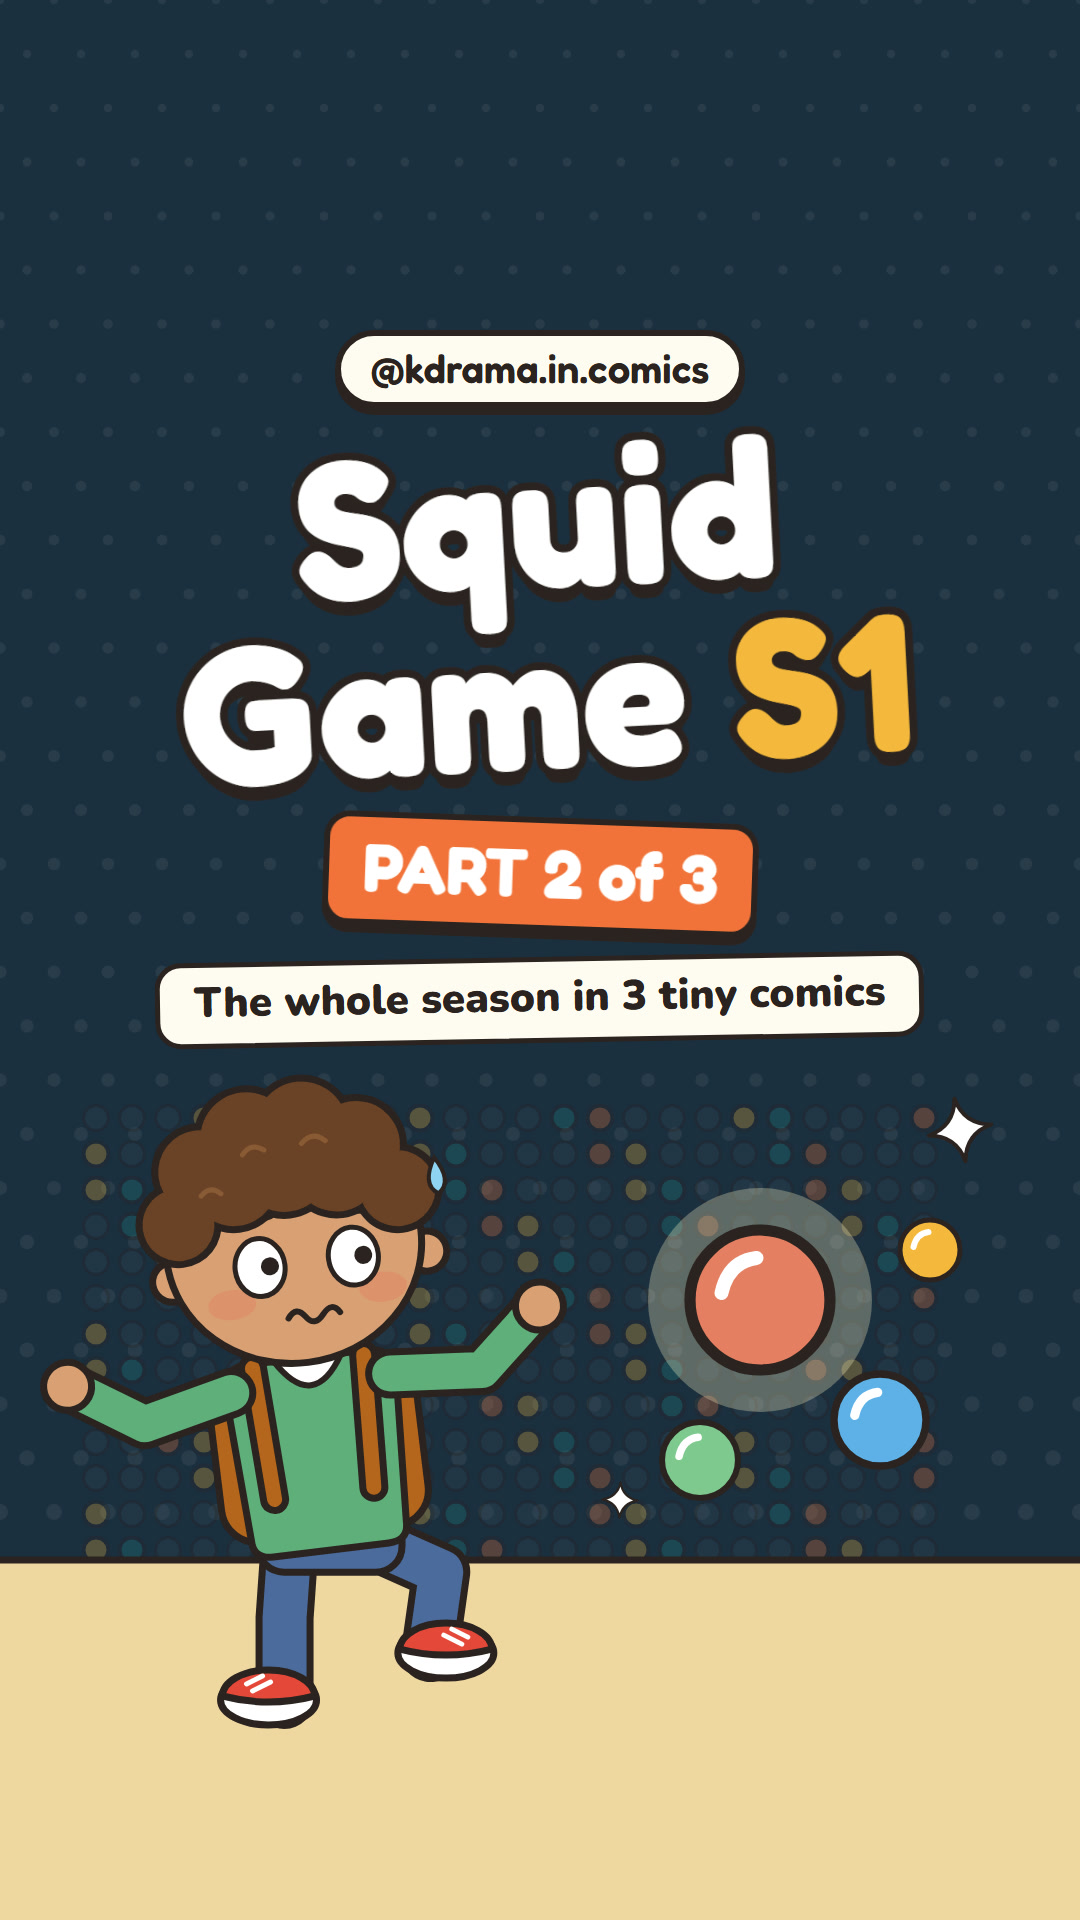 @kdrama.in.comics
Squid
Game S1
PART 2 of 3
The whole season in 3 tiny comics